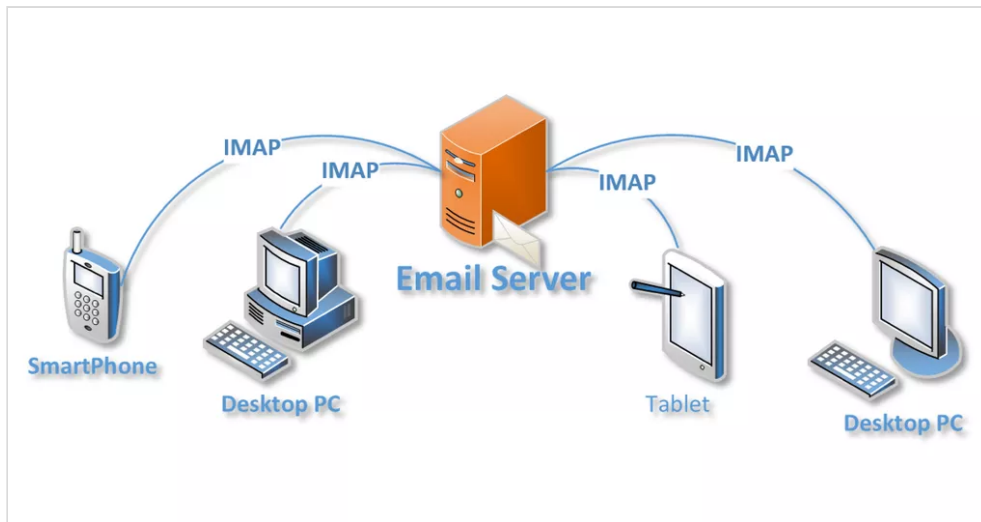 IMAP
IMAP
IMAP
IMAP
Email Server
SmartPhone
Desktop PC
Tablet
Desktop PC